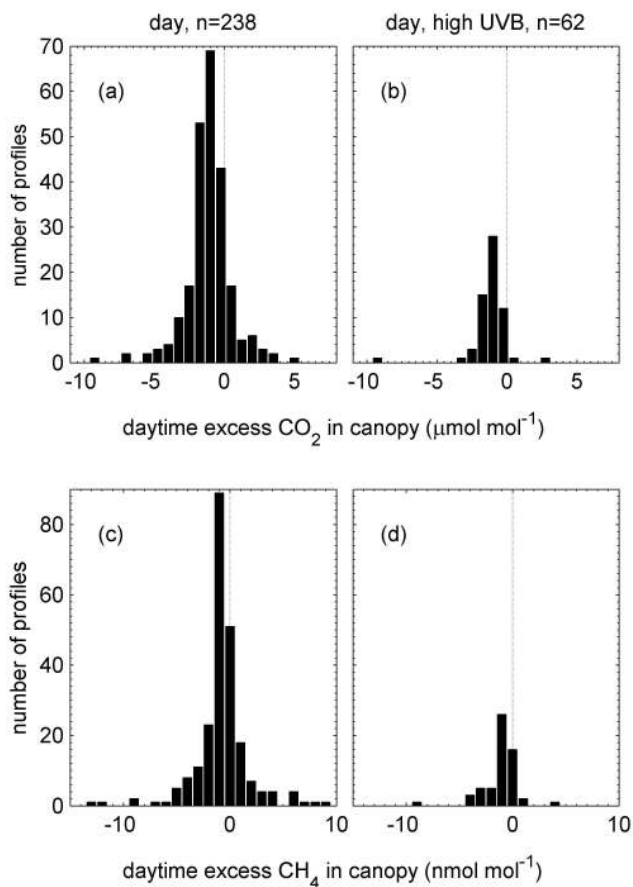 day, n=238
day, high UVB, n=62
70
60
50
40
30
20
10
0
number of profiles
(a)
(b)
-10 -5 0 5
-10 -5 0 5
daytime excess CO₂ in canopy (μmol mol⁻¹)
80
60
40
20
0
number of profiles
(c)
(d)
-10 0 10
-10 0 10
daytime excess CH₄ in canopy (nmol mol⁻¹)